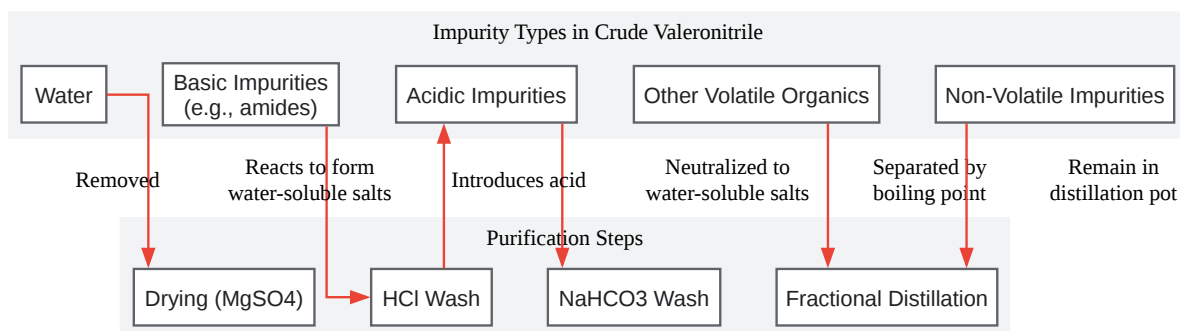 Impurity Types in Crude Valeronitrile
Water
Basic Impurities
(e.g., amides)
Acidic Impurities
Other Volatile Organics
Non-Volatile Impurities
Removed
Reacts to form
water-soluble salts
Introduces acid
Neutralized to
water-soluble salts
Separated by
boiling point
Remain in
distillation pot
Purification Steps
Drying (MgSO4)
HCl Wash
NaHCO3 Wash
Fractional Distillation